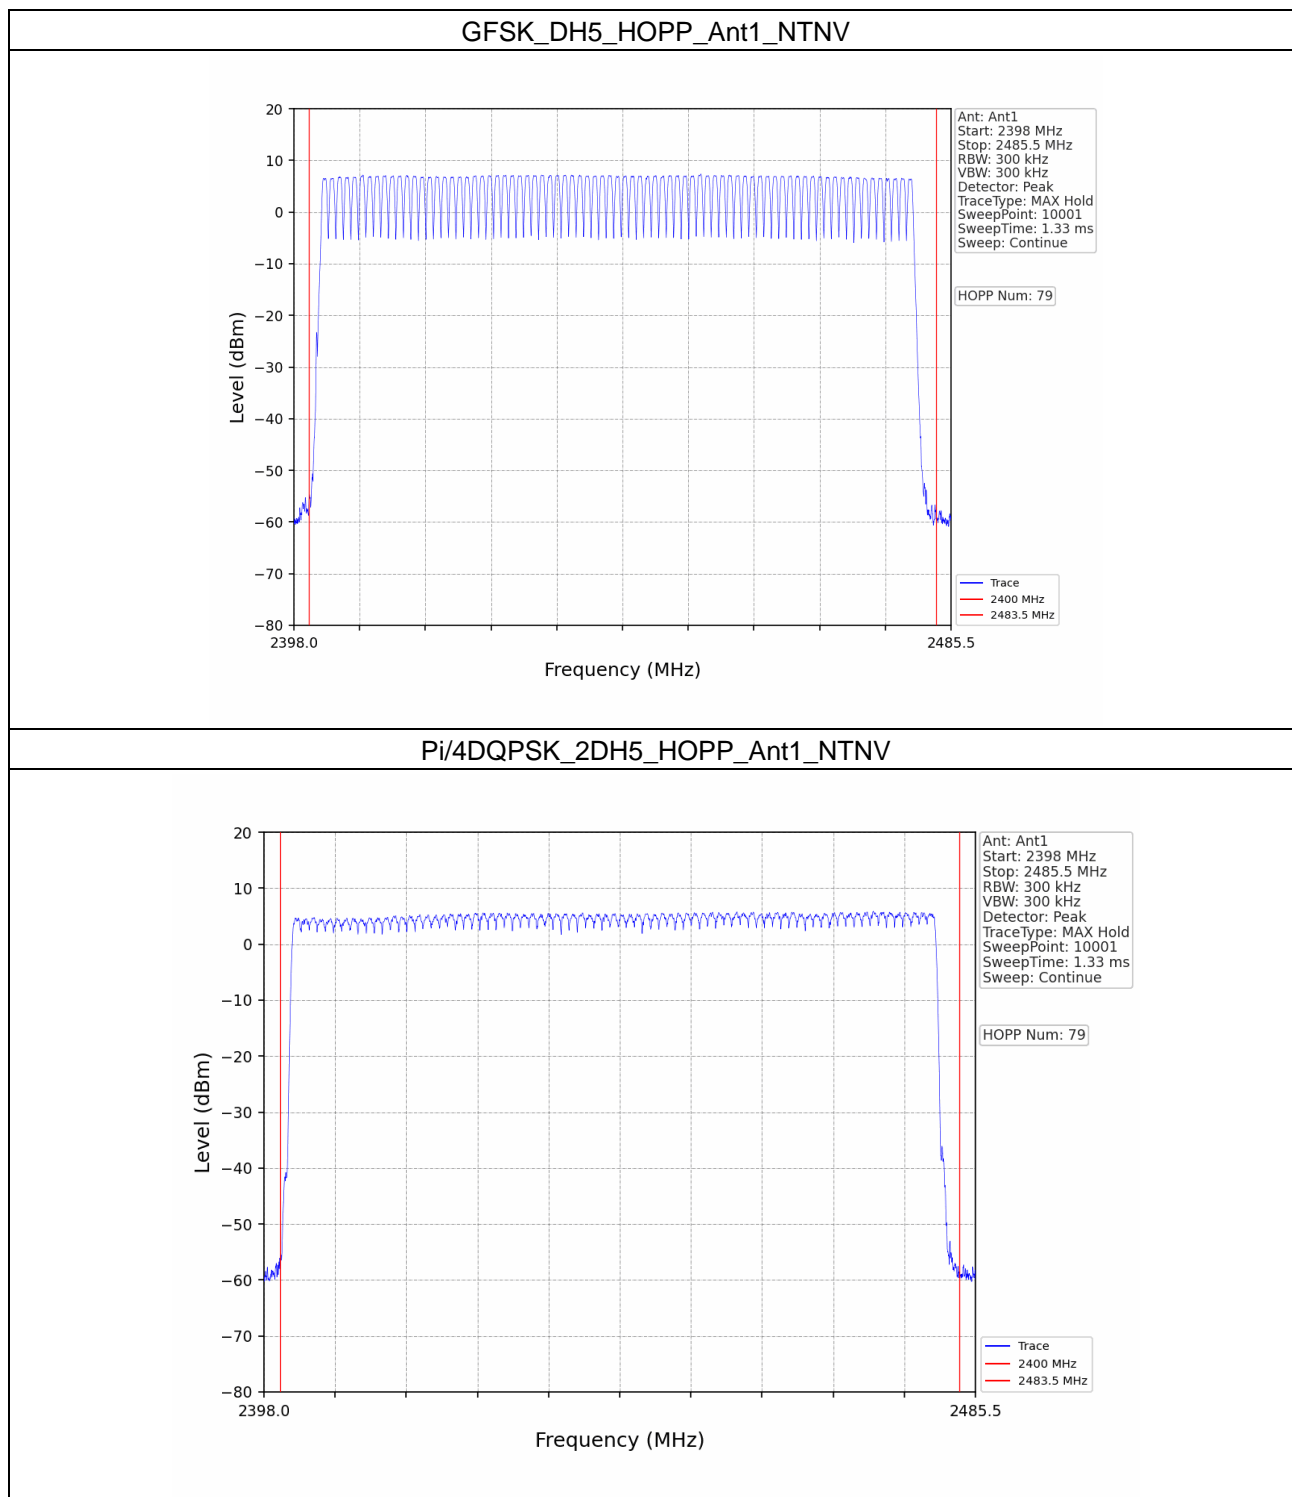 GFSK_DH5_HOPP_Ant1_NTNV
20
10
0
−10
−20
−30
−40
−50
−60
−70
−80
Level (dBm)
2398.0
2485.5
Frequency (MHz)
Ant: Ant1
Start: 2398 MHz
Stop: 2485.5 MHz
RBW: 300 kHz
VBW: 300 kHz
Detector: Peak
TraceType: MAX Hold
SweepPoint: 10001
SweepTime: 1.33 ms
Sweep: Continue
HOPP Num: 79
Trace
2400 MHz
2483.5 MHz
Pi/4DQPSK_2DH5_HOPP_Ant1_NTNV
20
10
0
−10
−20
−30
−40
−50
−60
−70
−80
Level (dBm)
2398.0
2485.5
Frequency (MHz)
Ant: Ant1
Start: 2398 MHz
Stop: 2485.5 MHz
RBW: 300 kHz
VBW: 300 kHz
Detector: Peak
TraceType: MAX Hold
SweepPoint: 10001
SweepTime: 1.33 ms
Sweep: Continue
HOPP Num: 79
Trace
2400 MHz
2483.5 MHz